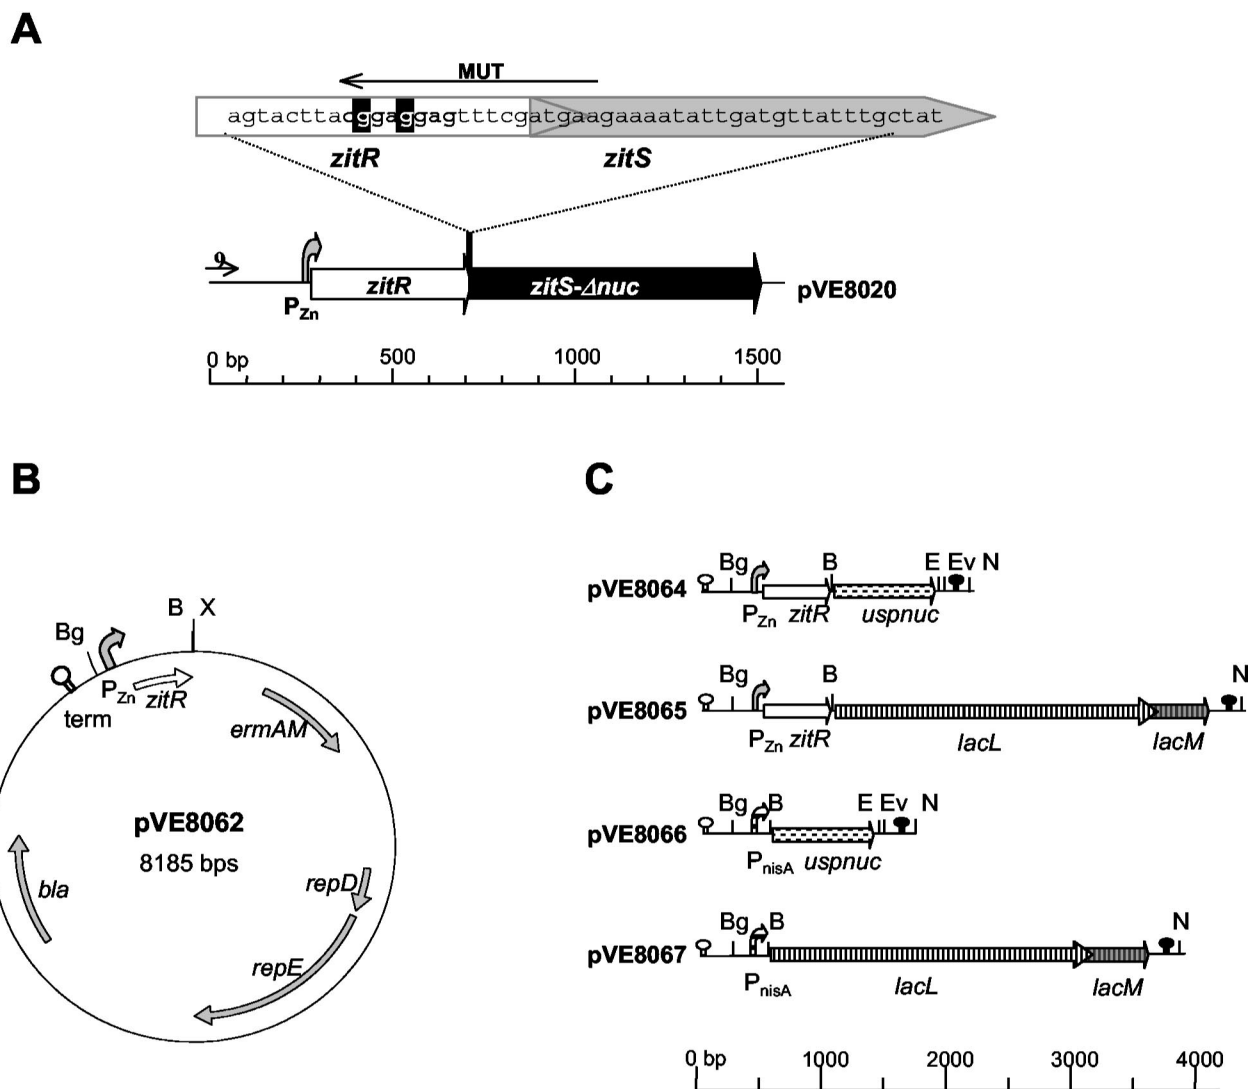 A
MUT
agtacttacggaggagtttcgatgaagaaaatattgatgttatttgctat
zitR zitS
9
zitR zitS-Δnuc pVE8020
PZn
0 bp 500 1000 1500
B
C
Bg B E Ev N
pVE8064
PZn zitR uspnuc
B X
Bg
PZn zitR
term
ermAM
Bg B N
pVE8065
PZn zitR lacL lacM
pVE8062
8185 bps
Bg B E Ev N
pVE8066
PnisA uspnuc
bla
repD
repE
Bg B N
pVE8067
PnisA lacL lacM
0 bp 1000 2000 3000 4000